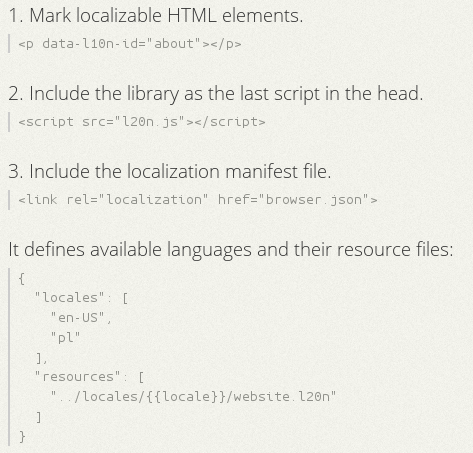 1. Mark localizable HTML elements.
<p data-l10n-id="about"></p>
2. Include the library as the last script in the head.
<script src="l20n.js"></script>
3. Include the localization manifest file.
<link rel="localization" href="browser.json">
It defines available languages and their resource files:
{
"locales": [
"en-US",
"pl"
],
"resources": [
"../locales/{{locale}}/website.l20n"
]
}